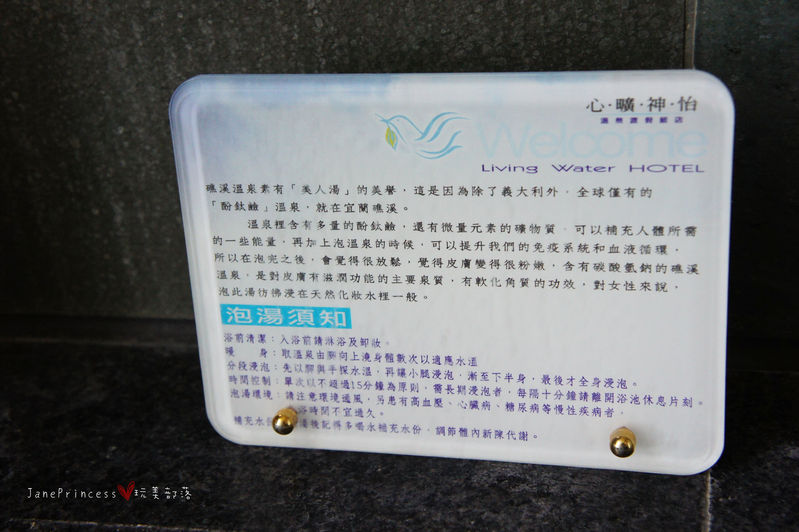 心·曠·神·怡
溫泉渡假飯店
Welcome
Living Water HOTEL
礁溪溫泉素有「美人湯」的美譽，這是因為除了義大利外，全球僅有的
「酚鈦鹼」溫泉，就在宜蘭礁溪。
溫泉裡含有多量的酚鈦鹼，還有微量元素的礦物質，可以補充人體所需
的一些能量，再加上泡溫泉的時候，可以提升我們的免疫系統和血液循環，
所以在泡完之後，會覺得很放鬆，覺得皮膚變得很粉嫩，含有碳酸氫鈉的礁溪
溫泉，是對皮膚有滋潤功能的主要泉質，有軟化角質的功效，對女性來說，
泡此湯彷彿浸在天然化妝水裡一般。
泡湯須知
浴前清潔：入浴前請淋浴及卸妝。
暖　　身：取溫泉由腳向上澆身體數次以適應水溫
分段浸泡：先以腳與手探水溫，再讓小腿浸泡，漸至下半身，最後才全身浸泡。
時間控制：單次以不超過15分鐘為原則，需長期浸泡者，每隔十分鐘請離開浴池休息片刻。
泡湯環境：請注意環境通風，另患有高血壓、心臟病、糖尿病等慢性疾病者，
浴時間不宜過久。
補充水 後記得多喝水補充水份，調節體內新陳代謝。
JanePrincess 玩美部落